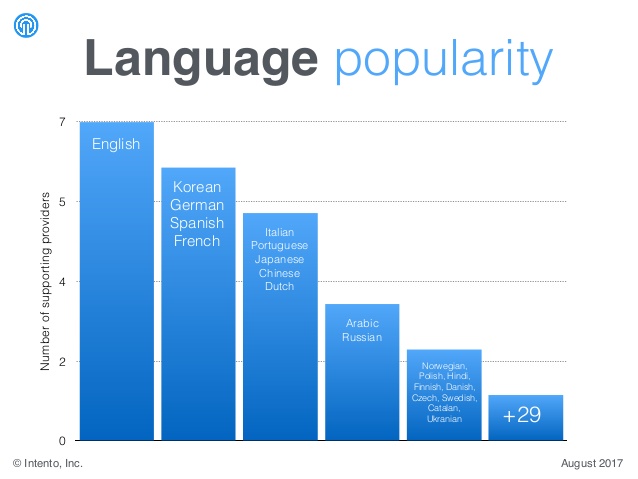 Language popularity
7
5
4
2
0
Number of supporting providers
English
Korean
German
Spanish
French
Italian
Portuguese
Japanese
Chinese
Dutch
Arabic
Russian
Norwegian,
Polish, Hindi,
Finnish, Danish,
Czech, Swedish,
Catalan,
Ukranian
+29
© Intento, Inc.
August 2017